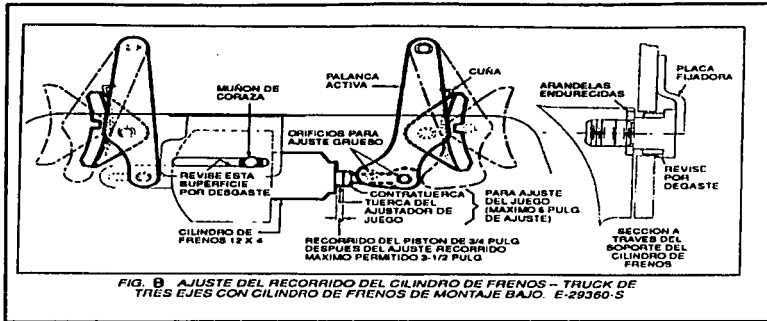 MUÑON DE
CORAZA
PALANCA
ACTIVA
CUÑA
ARANDELAS
ENDURECIDAS
PLACA
FIJADORA
ORIFICIOS PARA
AJUSTE GRUESO
REVISE ESTA
SUPERFICIE
POR DESGASTE
CONTRATUERCA
TUERCA DEL
AJUSTADOR DE
JUEGO
PARA AJUSTE
DEL JUEGO
(MAXIMO 6 PULG.
DE AJUSTE)
REVISE
POR
DEGASTE
CILINDRO DE
FRENOS 12 X 4
RECORRIDO DEL PISTON DE 3/4 PULG
DESPUES DEL AJUSTE RECORRIDO
MAXIMO PERMITIDO 3-1/2 PULG
SECCION A
TRAVES DEL
SOPORTE DEL
CILINDRO DE
FRENOS
FIG. B AJUSTE DEL RECORRIDO DEL CILINDRO DE FRENOS -- TRUCK DE
TRES EJES CON CILINDRO DE FRENOS DE MONTAJE BAJO. E-29360-S